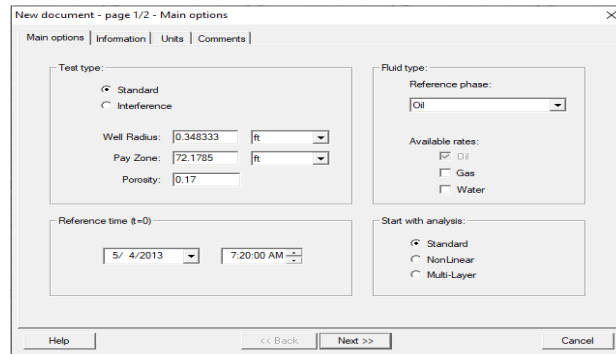 New document - page 1/2 - Main options
Main options Information Units Comments
Test type:
Standard
Interference
Well Radius: 0.348333 ft
Pay Zone: 72.1785 ft
Porosity: 0.17
Fluid type:
Reference phase:
Oil
Available rates:
Oil
Gas
Water
Reference time (t=0)
5/ 4/2013 7:20:00 AM
Start with analysis:
Standard
NonLinear
Multi-Layer
Help << Back Next >> Cancel